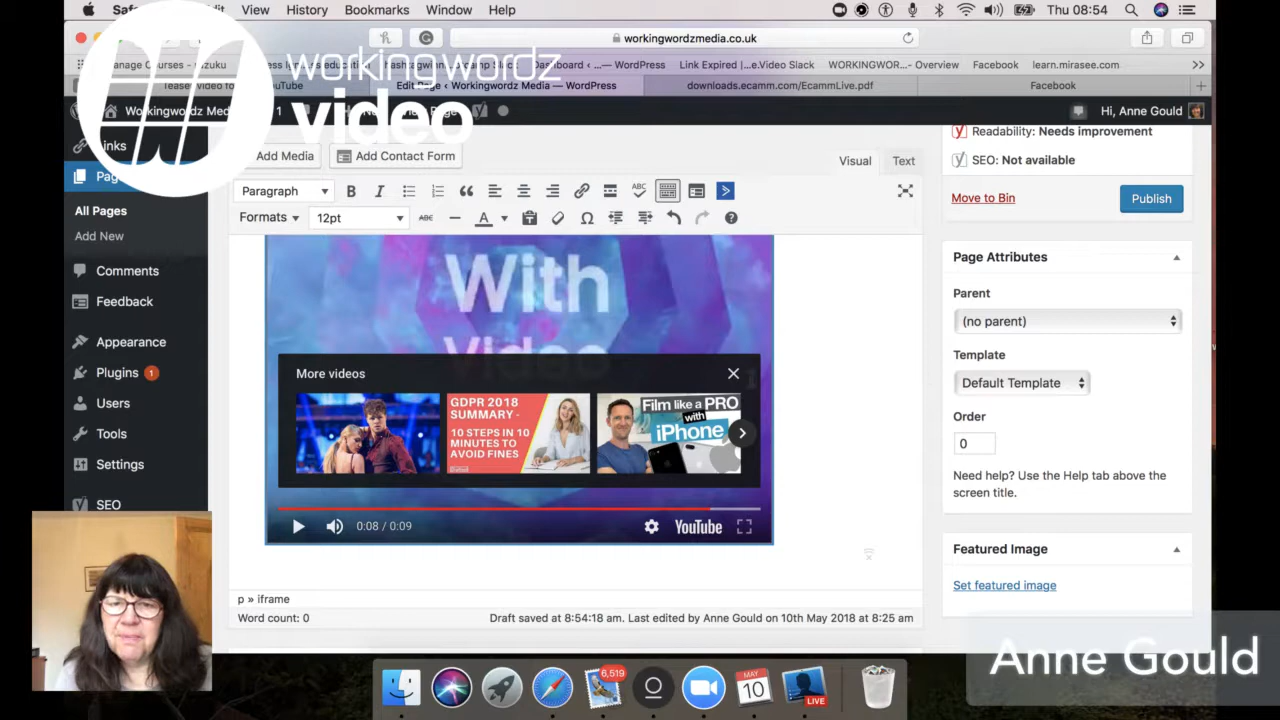 View History Bookmarks Window Help
Thu 08:54
workingwordz
video
workingwordzmedia.co.uk
Link Expired | ...e.Video Slack
WORKINGWOR... - Overview
Facebook
learn.mirasee.com
Edit Page ‹ Workingwordz Media — WordPress
downloads.ecamm.com/EcammLive.pdf
Facebook
Hi, Anne Gould
Links
All Pages
Add New
Comments
Feedback
Appearance
Plugins 1
Users
Tools
Settings
SEO
Add Media
Add Contact Form
Visual Text
Paragraph
ABC
Formats
12pt
ABC
With
Video
More videos
GDPR 2018
SUMMARY -
10 STEPS IN 10
MINUTES TO
AVOID FINES
Film like a PRO
with
iPhone
0:08 / 0:09
YouTube
p » iframe
Word count: 0
Draft saved at 8:54:18 am. Last edited by Anne Gould on 10th May 2018 at 8:25 am
Readability: Needs improvement
SEO: Not available
Move to Bin
Publish
Page Attributes
Parent
(no parent)
Template
Default Template
Order
0
Need help? Use the Help tab above the
screen title.
Featured Image
Set featured image
Anne Gould
6,519
MAY
10
LIVE